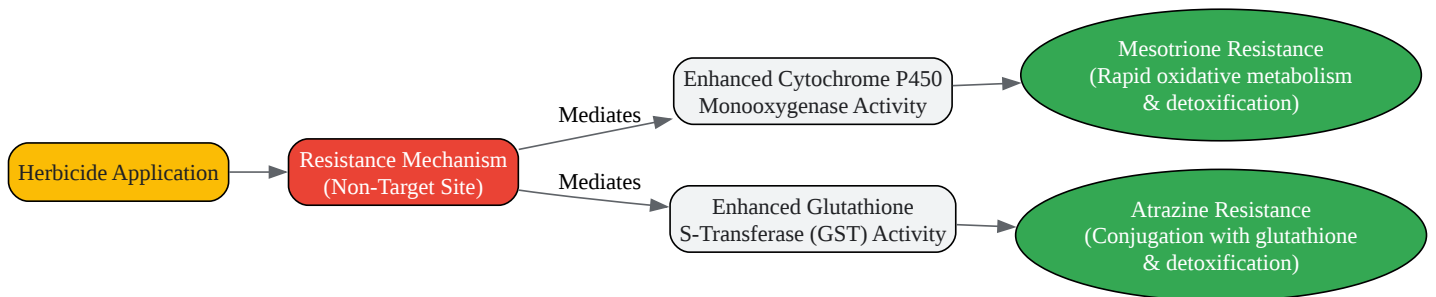 Herbicide Application
Resistance Mechanism
(Non-Target Site)
Mediates
Mediates
Enhanced Cytochrome P450
Monooxygenase Activity
Enhanced Glutathione
S-Transferase (GST) Activity
Mesotrione Resistance
(Rapid oxidative metabolism
& detoxification)
Atrazine Resistance
(Conjugation with glutathione
& detoxification)